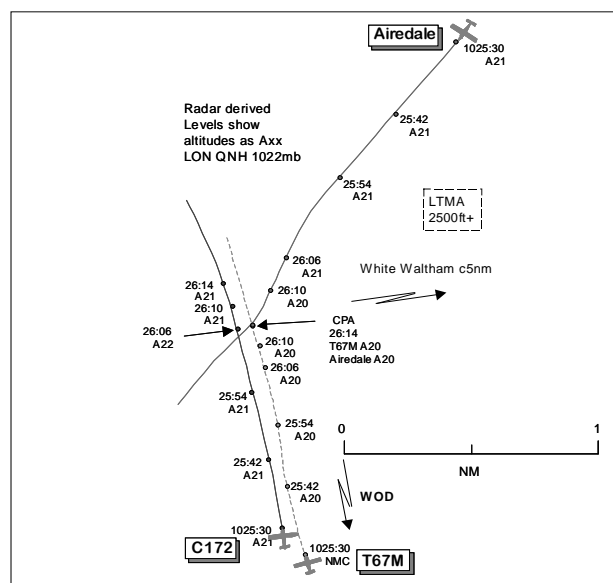 Airedale
1025:30
A21
25:42
A21
Radar derived
Levels show
altitudes as Axx
LON QNH 1022mb
25:54
A21
LTMA
2500ft+
26:06
A21
White Waltham c5nm
26:14
A21
26:10
A20
26:10
A21
26:06
A22
CPA
26:14
T67M A20
Airedale A20
26:10
A20
26:06
A20
25:54
A21
25:54
A20
0
1
NM
25:42
A21
25:42
A20
WOD
1025:30
A21
C172
1025:30
NMC
T67M